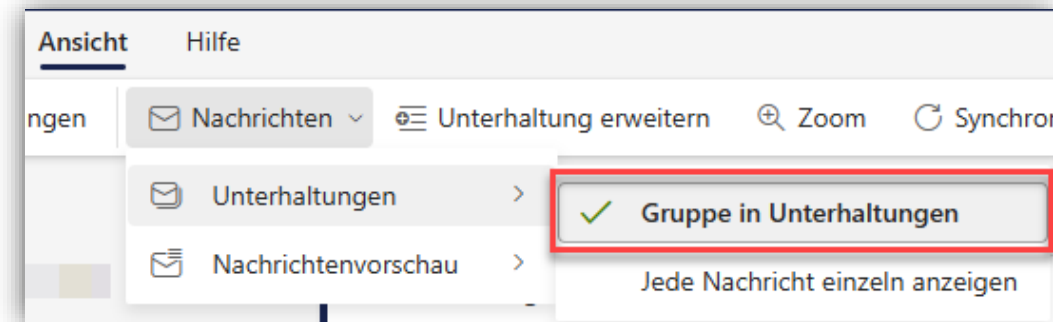 Ansicht Hilfe
ngen Nachrichten Unterhaltung erweitern Zoom Synchron
Unterhaltungen Gruppe in Unterhaltungen
Nachrichtenvorschau Jede Nachricht einzeln anzeigen